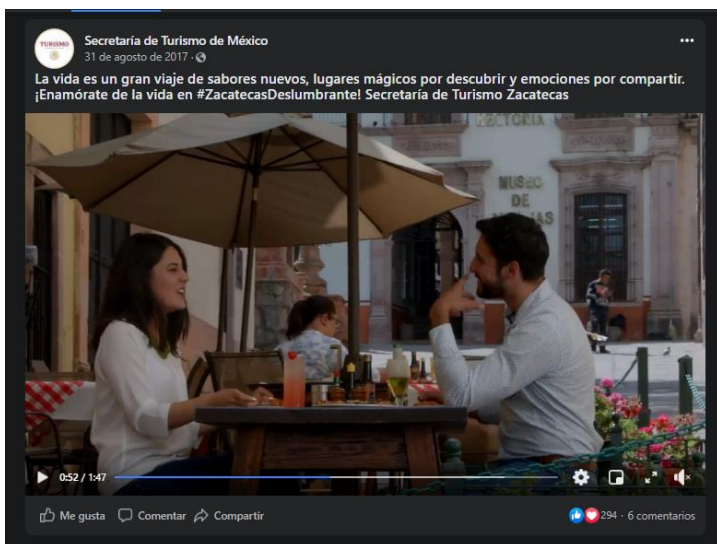 TURISMO
Secretaría de Turismo de México
31 de agosto de 2017 ·
La vida es un gran viaje de sabores nuevos, lugares mágicos por descubrir y emociones por compartir.
¡Enamórate de la vida en #ZacatecasDeslumbrante! Secretaría de Turismo Zacatecas
RECTORIA
MUSEO
DE
0:52 / 1:47
Me gusta Comentar Compartir
294 · 6 comentarios